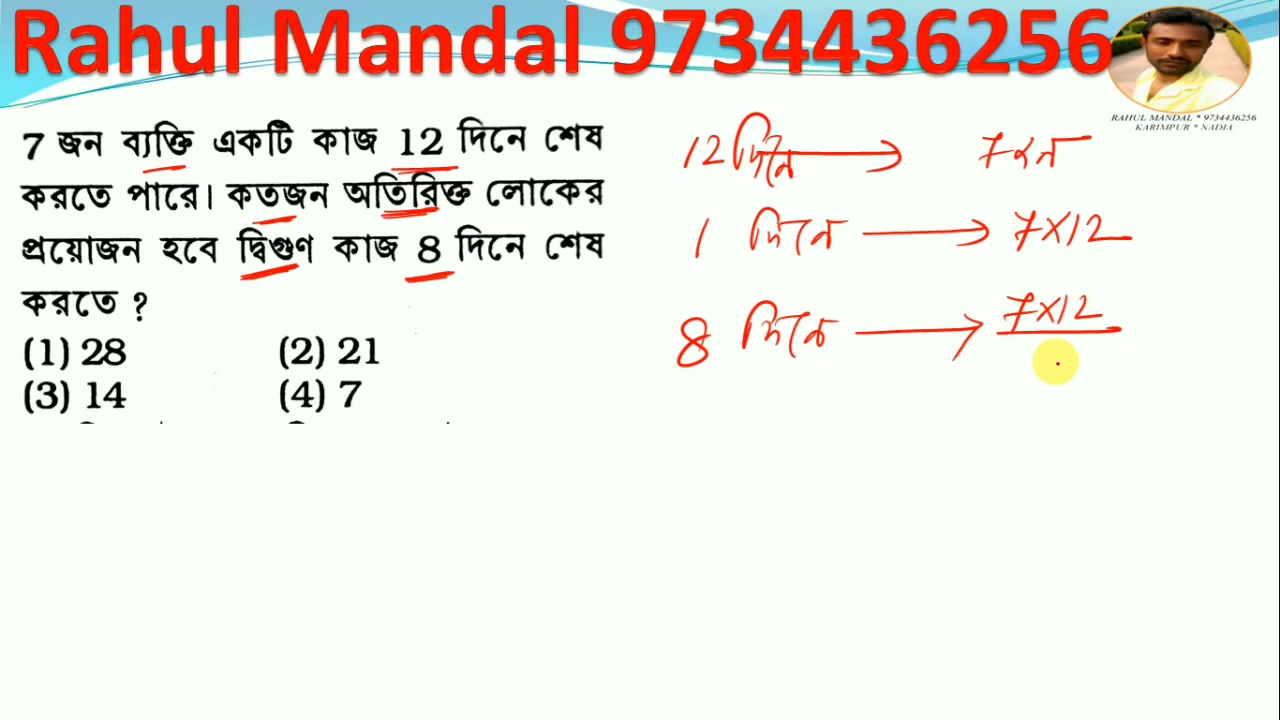 Rahul Mandal 9734436256
RAHUL MANDAL * 9734436256
KARIMPUR * NADIA
7 জন ব্যক্তি একটি কাজ 12 দিনে শেষ
করতে পারে। কতজন অতিরিক্ত লোকের
প্রয়োজন হবে দ্বিগুণ কাজ 8 দিনে শেষ
করতে ?
(1) 28 (2) 21
(3) 14 (4) 7
12 দিনে → 7 জন
1 দিনে → 7×12
8 দিনে → 7×12